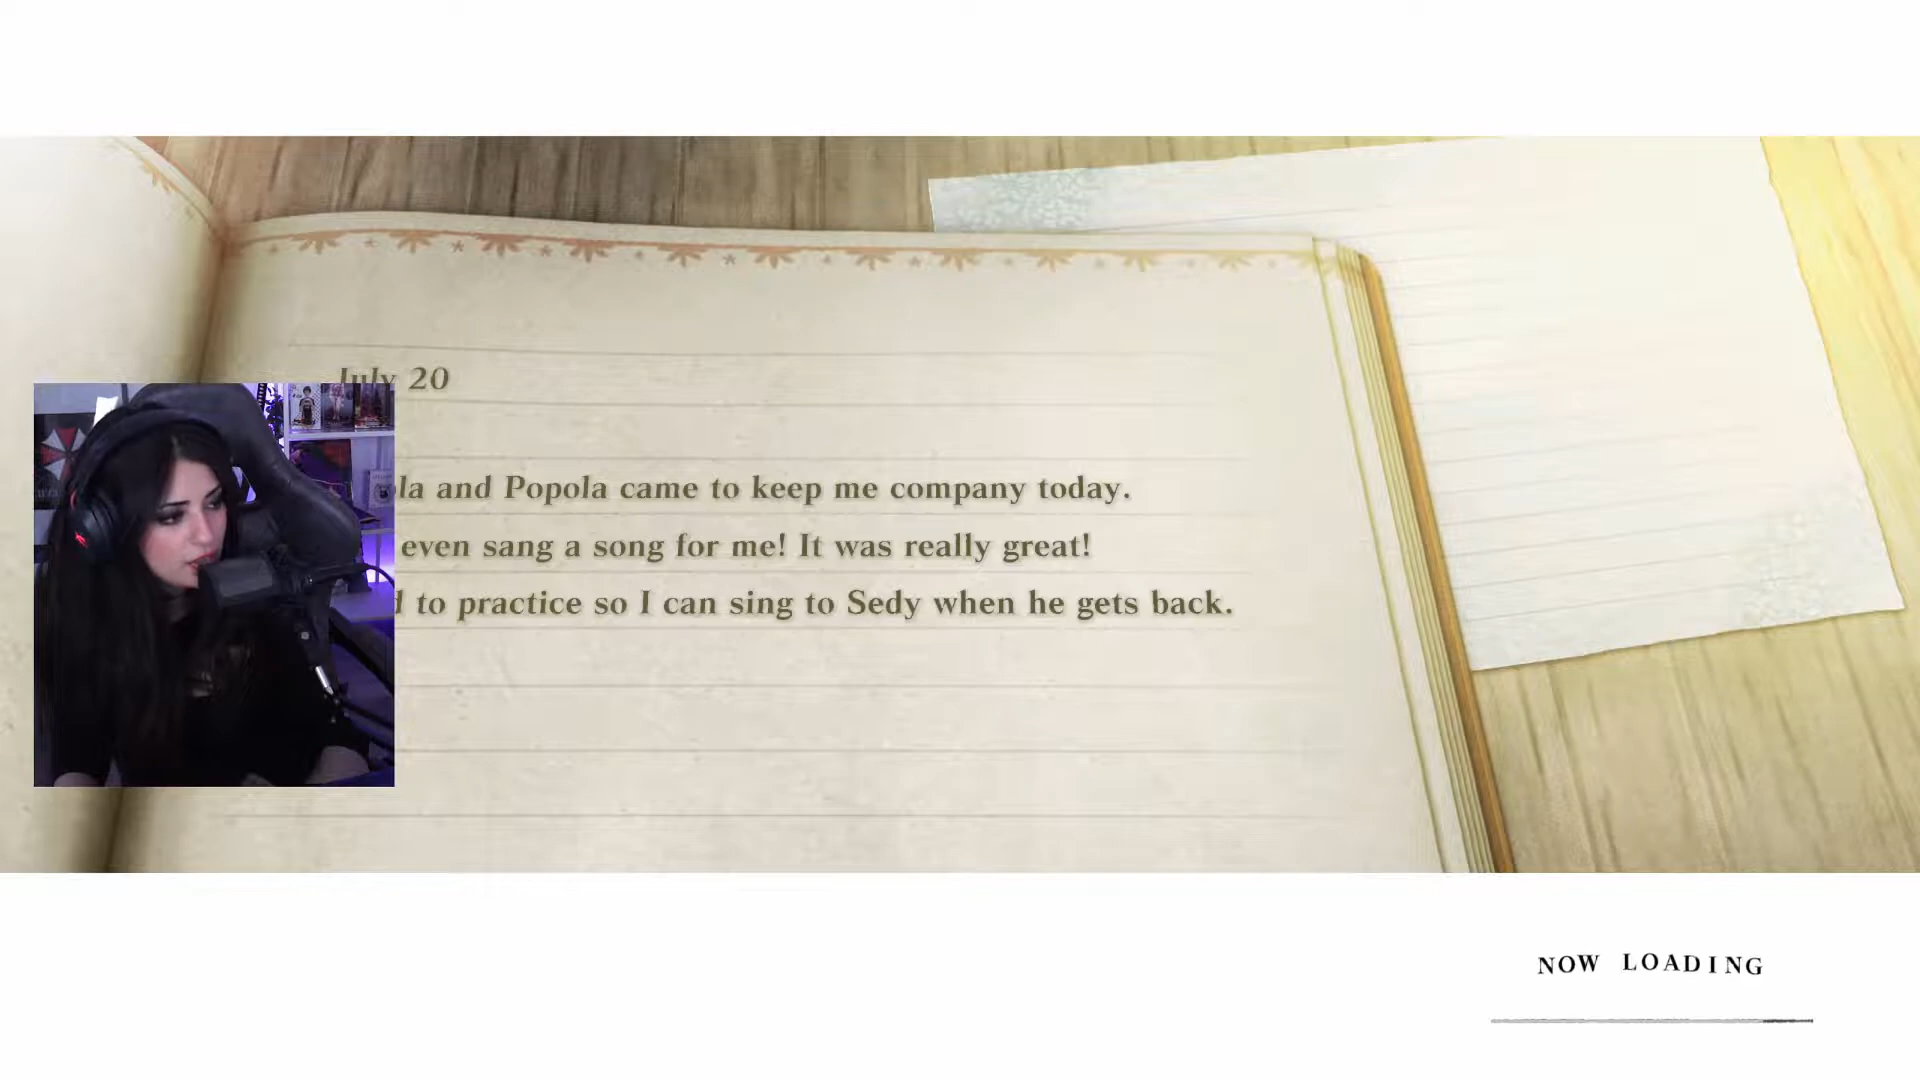 July 20
and Popola came to keep me company today.
even sang a song for me! It was really great!
to practice so I can sing to Sedy when he gets back.
NOW LOADING